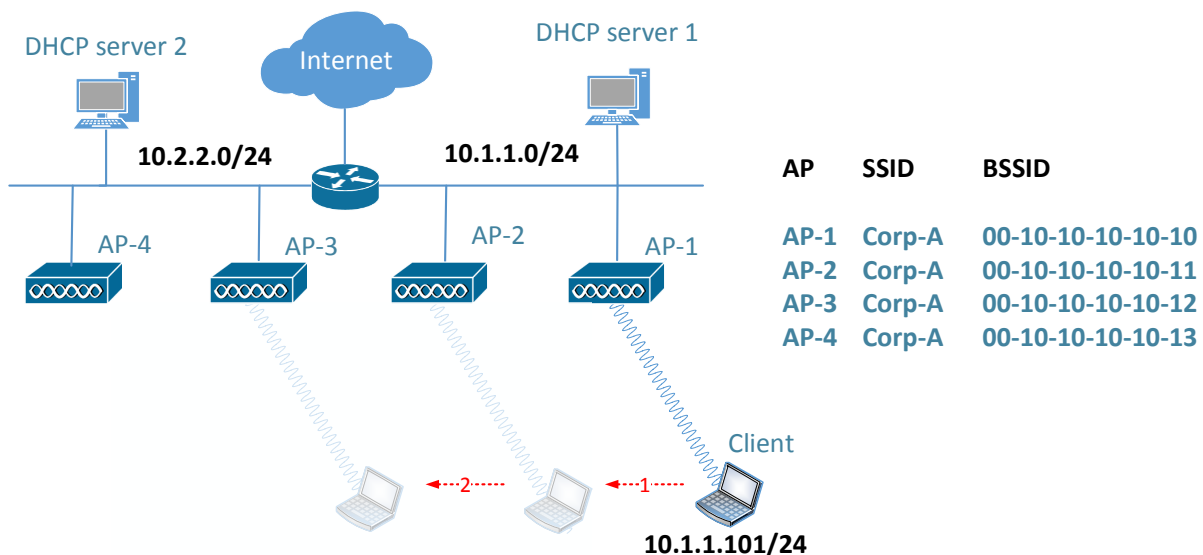 DHCP server 2
Internet
DHCP server 1
10.2.2.0/24
10.1.1.0/24
AP-4
AP-3
AP-2
AP-1
AP SSID BSSID
AP-1 Corp-A 00-10-10-10-10-10
AP-2 Corp-A 00-10-10-10-10-11
AP-3 Corp-A 00-10-10-10-10-12
AP-4 Corp-A 00-10-10-10-10-13
Client
2
1
10.1.1.101/24